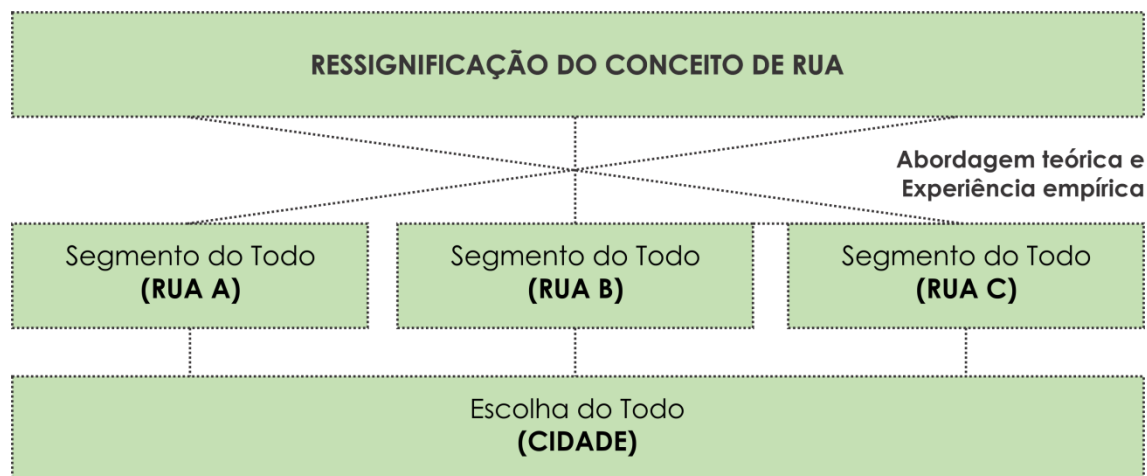 RESSIGNIFICAÇÃO DO CONCEITO DE RUA
Abordagem teórica e
Experiência empírica
Segmento do Todo
(RUA A)
Segmento do Todo
(RUA B)
Segmento do Todo
(RUA C)
Escolha do Todo
(CIDADE)